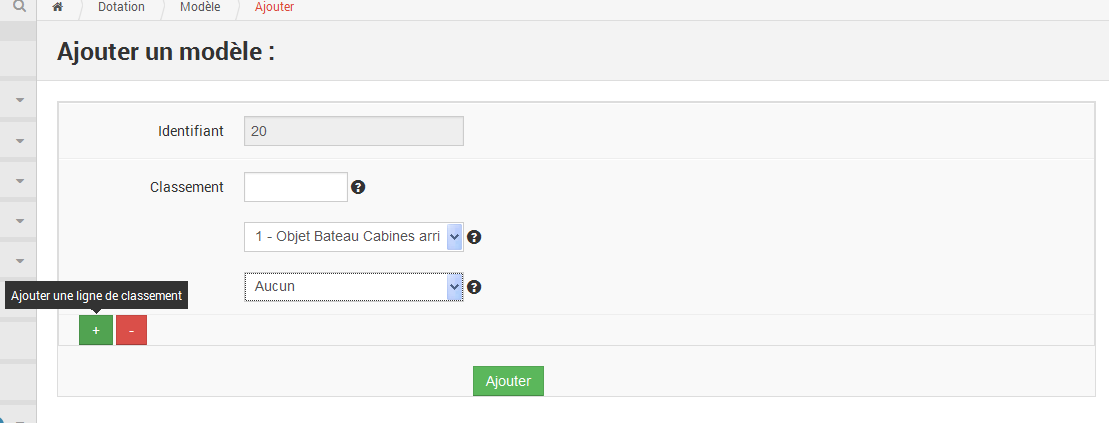 Dotation Modèle Ajouter
Ajouter un modèle :
Identifiant 20
Classement
1 - Objet Bateau Cabines arri
Aucun
Ajouter une ligne de classement
+ -
Ajouter